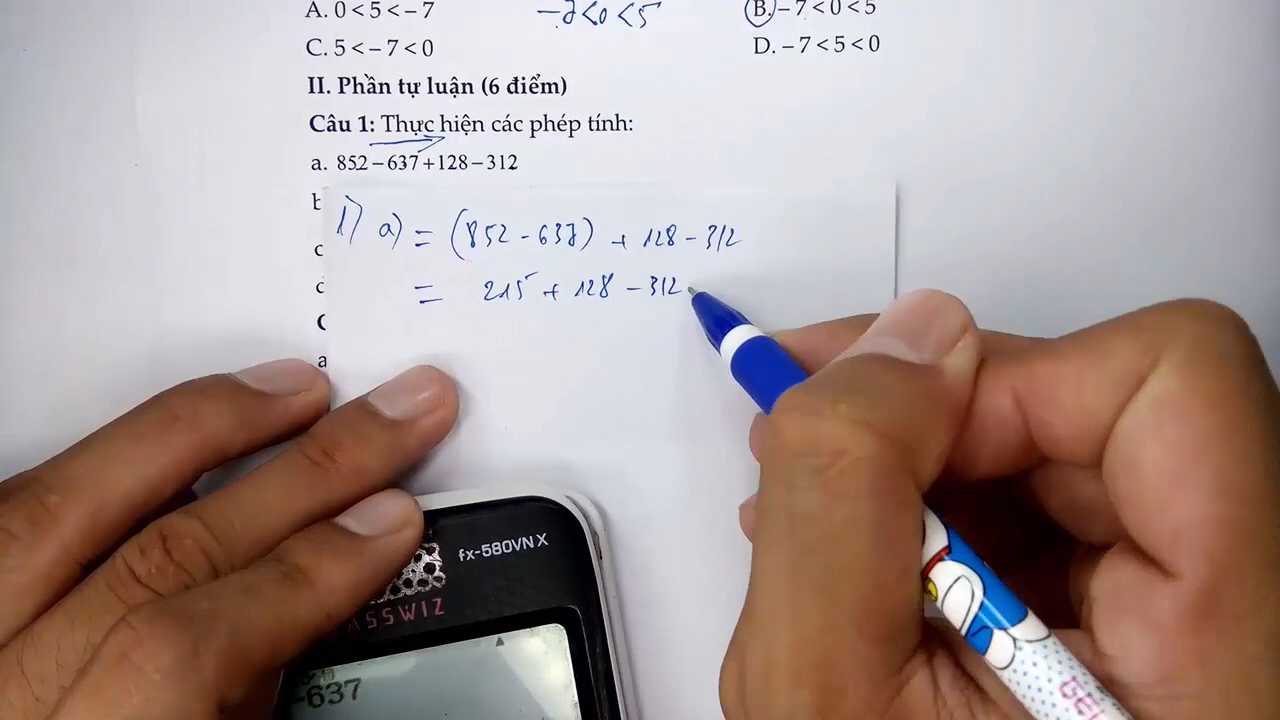 A. 0 < 5 < – 7
-7<0<5
B. – 7 < 0 < 5
C. 5 < – 7 < 0
D. – 7 < 5 < 0
II. Phần tự luận (6 điểm)
Câu 1: Thực hiện các phép tính:
a. 852 – 637 + 128 – 312
1) a) = (852 - 637) + 128 - 312
= 215 + 128 - 312
c
a
fx-580VN X
ASSWIZ
-637